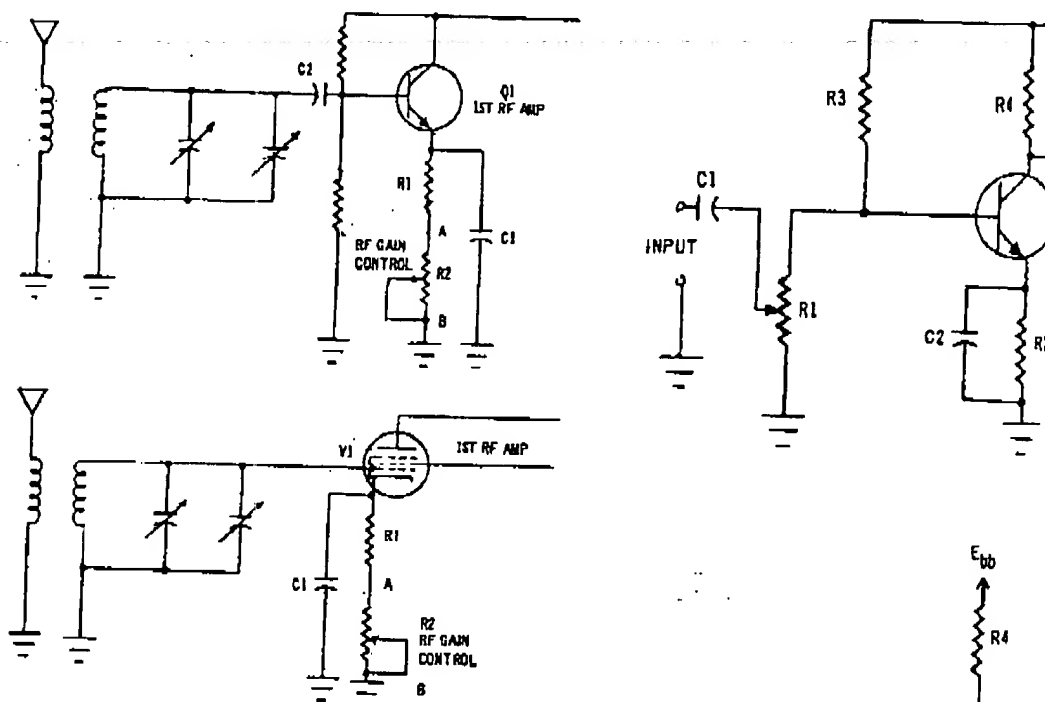 C2
Q1
1ST RF AMP
R1
A
RF GAIN
CONTROL
R2
B
C1
R3
R4
C1
INPUT
R1
C2
V1
1ST RF AMP
R1
C1
A
R2
RF GAIN
CONTROL
B
Ebb
R4